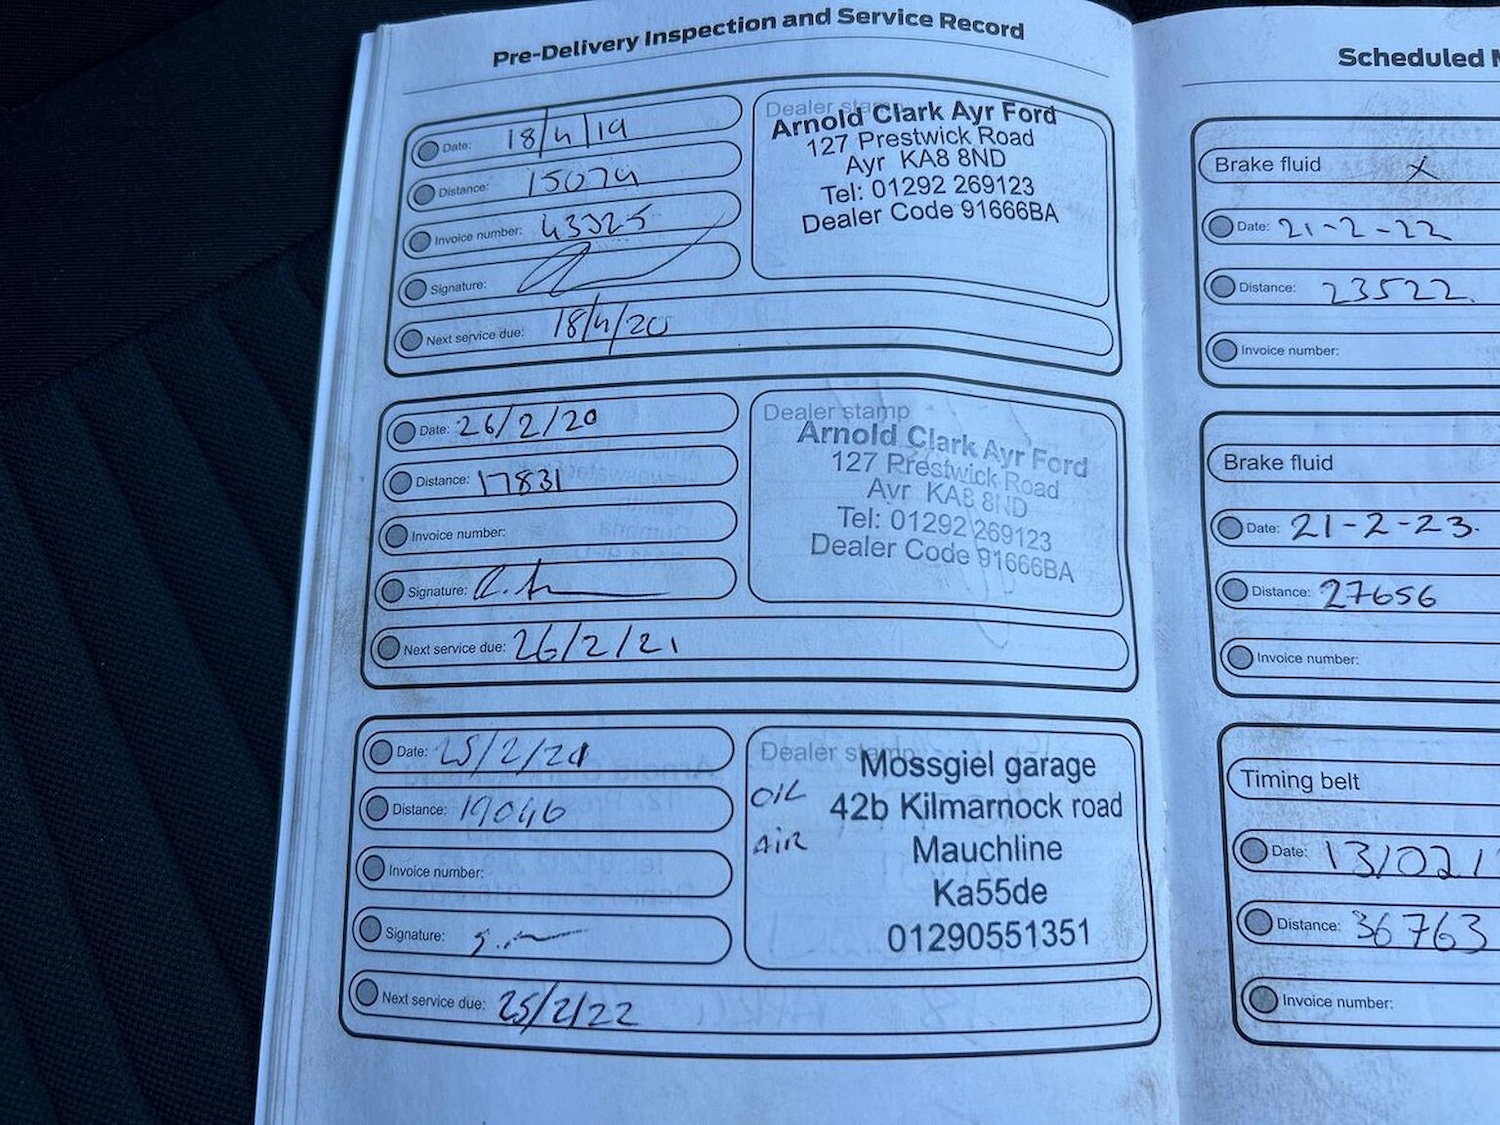 Pre-Delivery Inspection and Service Record
Date: 18/4/19
Distance: 15074
Invoice number: 43325
Signature:
Next service due: 18/4/20
Dealer stamp
Arnold Clark Ayr Ford
127 Prestwick Road
Ayr KA8 8ND
Tel: 01292 269123
Dealer Code 91666BA
Date: 26/2/20
Distance: 17831
Invoice number:
Signature:
Next service due: 26/2/21
Dealer stamp
Arnold Clark Ayr Ford
127 Prestwick Road
Ayr KA8 8ND
Tel: 01292 269123
Dealer Code 91666BA
Date: 25/2/21
Distance: 19046
Invoice number:
Signature:
Next service due: 25/2/22
Dealer stamp
OIL
AIR
Mossgiel garage
42b Kilmarnock road
Mauchline
Ka55de
01290551351
Scheduled
Brake fluid X
Date: 21-2-22
Distance: 23522.
Invoice number:
Brake fluid
Date: 21-2-23.
Distance: 27656
Invoice number:
Timing belt
Date: 13/02/
Distance: 36763
Invoice number: